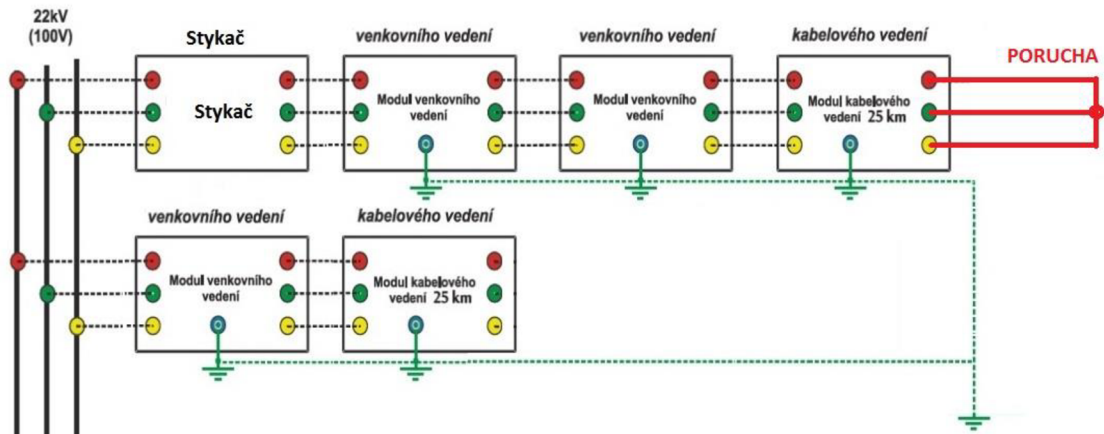 22kV
(100V)
Stykač
venkovního vedení
venkovního vedení
kabelového vedení
PORUCHA
Stykač
Modul venkovního
vedení
Modul venkovního
vedení
Modul kabelového
vedení 25 km
venkovního vedení
kabelového vedení
Modul venkovního
vedení
Modul kabelového
vedení 25 km